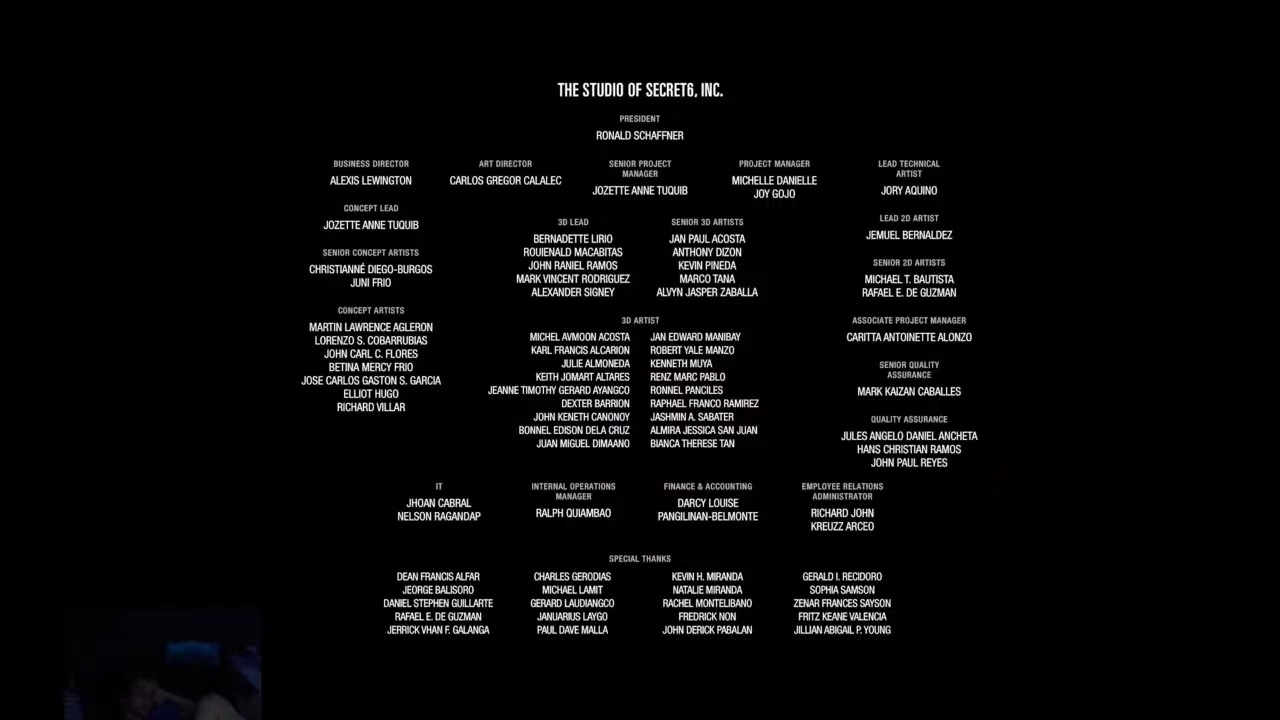 THE STUDIO OF SECRET6, INC.
PRESIDENT
RONALD SCHAFFNER
BUSINESS DIRECTOR
ALEXIS LEWINGTON
ART DIRECTOR
CARLOS GREGOR CALALEC
SENIOR PROJECT
MANAGER
JOZETTE ANNE TUQUIB
PROJECT MANAGER
MICHELLE DANIELLE
JOY GOJO
LEAD TECHNICAL
ARTIST
JORY AQUINO
CONCEPT LEAD
JOZETTE ANNE TUQUIB
SENIOR CONCEPT ARTISTS
CHRISTIANNÉ DIEGO-BURGOS
JUNI FRIO
CONCEPT ARTISTS
MARTIN LAWRENCE AGLERON
LORENZO S. COBARRUBIAS
JOHN CARL C. FLORES
BETINA MERCY FRIO
JOSE CARLOS GASTON S. GARCIA
ELLIOT HUGO
RICHARD VILLAR
3D LEAD
BERNADETTE LIRIO
ROUIENALD MACABITAS
JOHN RANIEL RAMOS
MARK VINCENT RODRIGUEZ
ALEXANDER SIGNEY
SENIOR 3D ARTISTS
JAN PAUL ACOSTA
ANTHONY DIZON
KEVIN PINEDA
MARCO TANA
ALVYN JASPER ZABALLA
3D ARTIST
MICHEL AVMOON ACOSTA
KARL FRANCIS ALCARION
JULIE ALMONEDA
KEITH JOMART ALTARES
JEANNE TIMOTHY GERARD AYANGCO
DEXTER BARRION
JOHN KENETH CANONOY
BONNEL EDISON DELA CRUZ
JUAN MIGUEL DIMAANO
JAN EDWARD MANIBAY
ROBERT YALE MANZO
KENNETH MUYA
RENZ MARC PABLO
RONNEL PANCILES
RAPHAEL FRANCO RAMIREZ
JASHMIN A. SABATER
ALMIRA JESSICA SAN JUAN
BIANCA THERESE TAN
LEAD 2D ARTIST
JEMUEL BERNALDEZ
SENIOR 2D ARTISTS
MICHAEL T. BAUTISTA
RAFAEL E. DE GUZMAN
ASSOCIATE PROJECT MANAGER
CARITTA ANTOINETTE ALONZO
SENIOR QUALITY
ASSURANCE
MARK KAIZAN CABALLES
QUALITY ASSURANCE
JULES ANGELO DANIEL ANCHETA
HANS CHRISTIAN RAMOS
JOHN PAUL REYES
IT
JHOAN CABRAL
NELSON RAGANDAP
INTERNAL OPERATIONS
MANAGER
RALPH QUIAMBAO
FINANCE & ACCOUNTING
DARCY LOUISE
PANGILINAN-BELMONTE
EMPLOYEE RELATIONS
ADMINISTRATOR
RICHARD JOHN
KREUZZ ARCEO
SPECIAL THANKS
DEAN FRANCIS ALFAR
JEORGE BALISORO
DANIEL STEPHEN GUILLARTE
RAFAEL E. DE GUZMAN
JERRICK VHAN F. GALANGA
CHARLES GERODIAS
MICHAEL LAMIT
GERARD LAUDIANGCO
JANUARIUS LAYGO
PAUL DAVE MALLA
KEVIN H. MIRANDA
NATALIE MIRANDA
RACHEL MONTELIBANO
FREDRICK NON
JOHN DERICK PABALAN
GERALD I. RECIDORO
SOPHIA SAMSON
ZENAR FRANCES SAYSON
FRITZ KEANE VALENCIA
JILLIAN ABIGAIL P. YOUNG